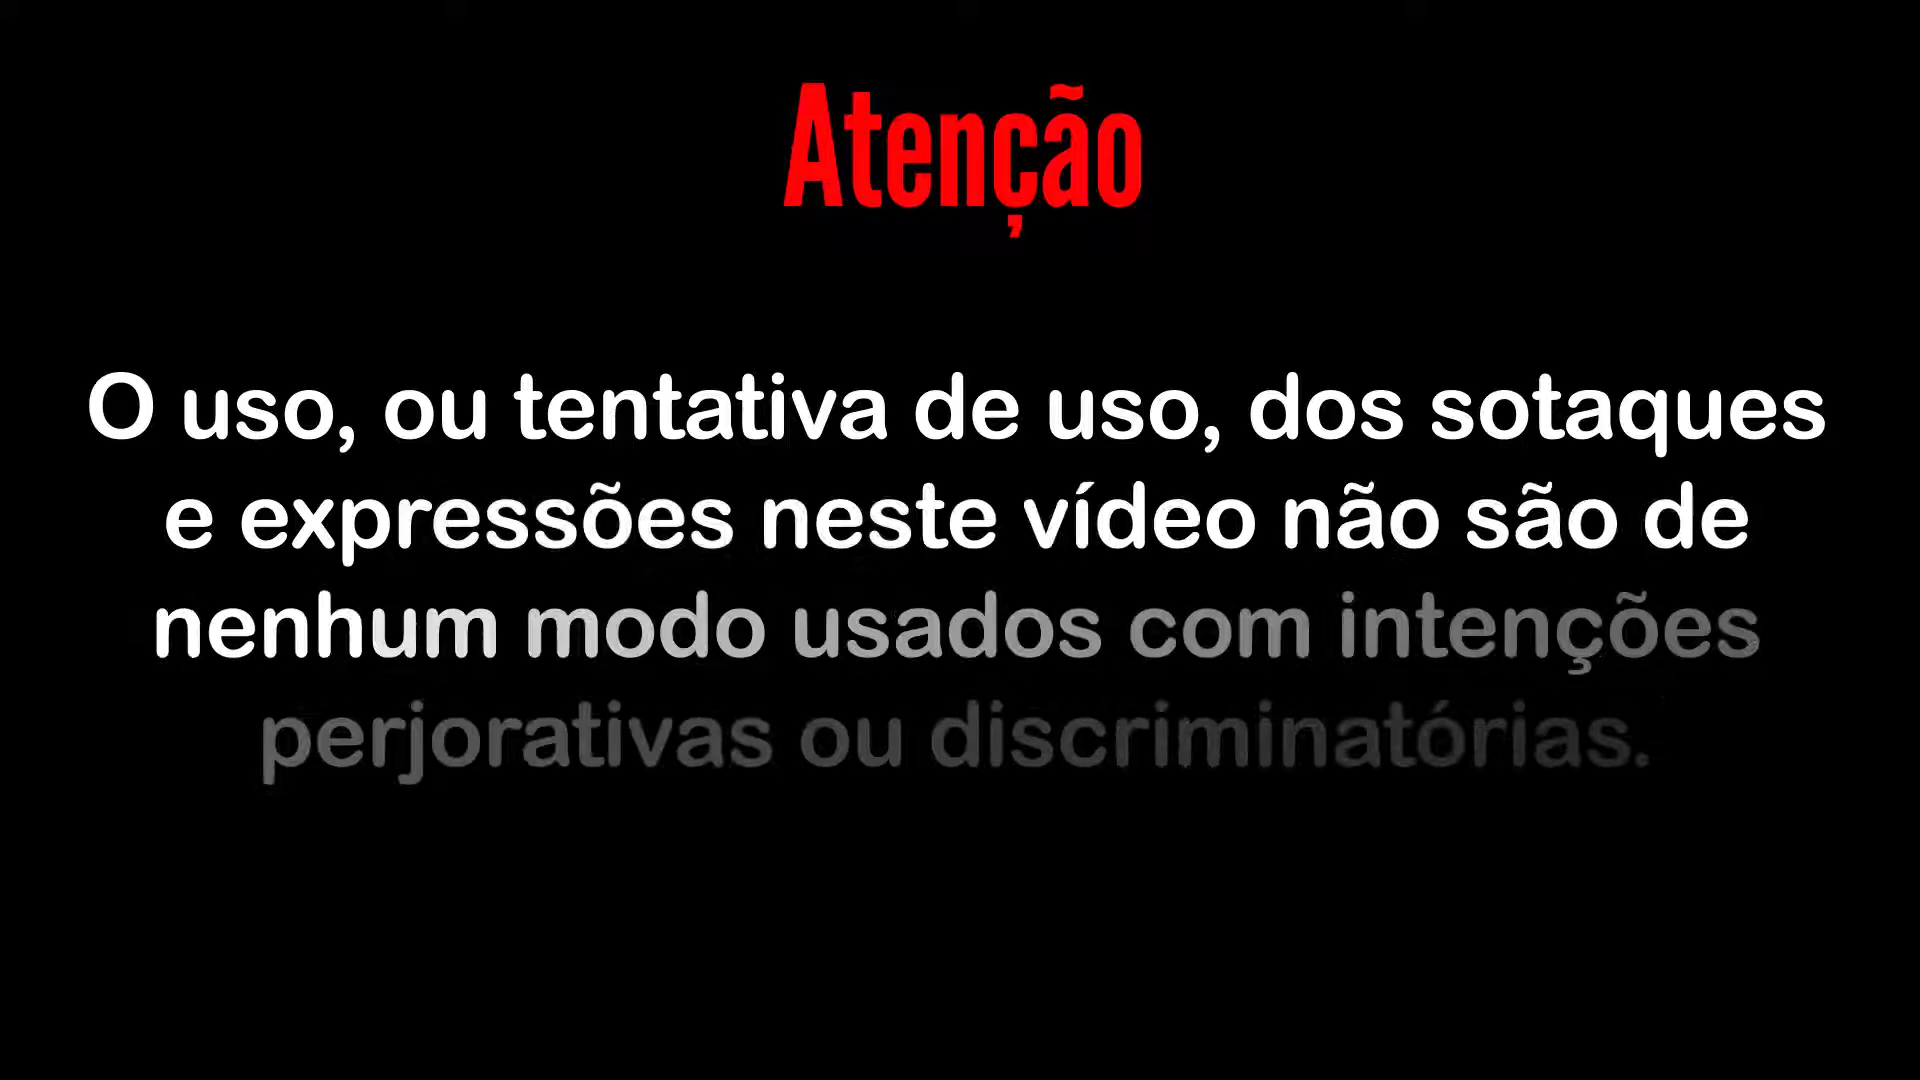 Atenção
O uso, ou tentativa de uso, dos sotaques
e expressões neste vídeo não são de
nenhum modo usados com intenções
perjorativas ou discriminatórias.